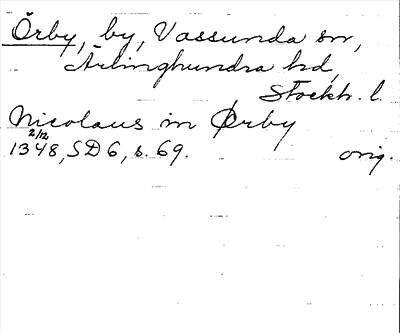 Örby, by, Vassunda sn,
Ärlinghundra hd,
Stockh. l.
Nicolaus in Ørby
2/12
1348, SD 6, s. 69. orig.